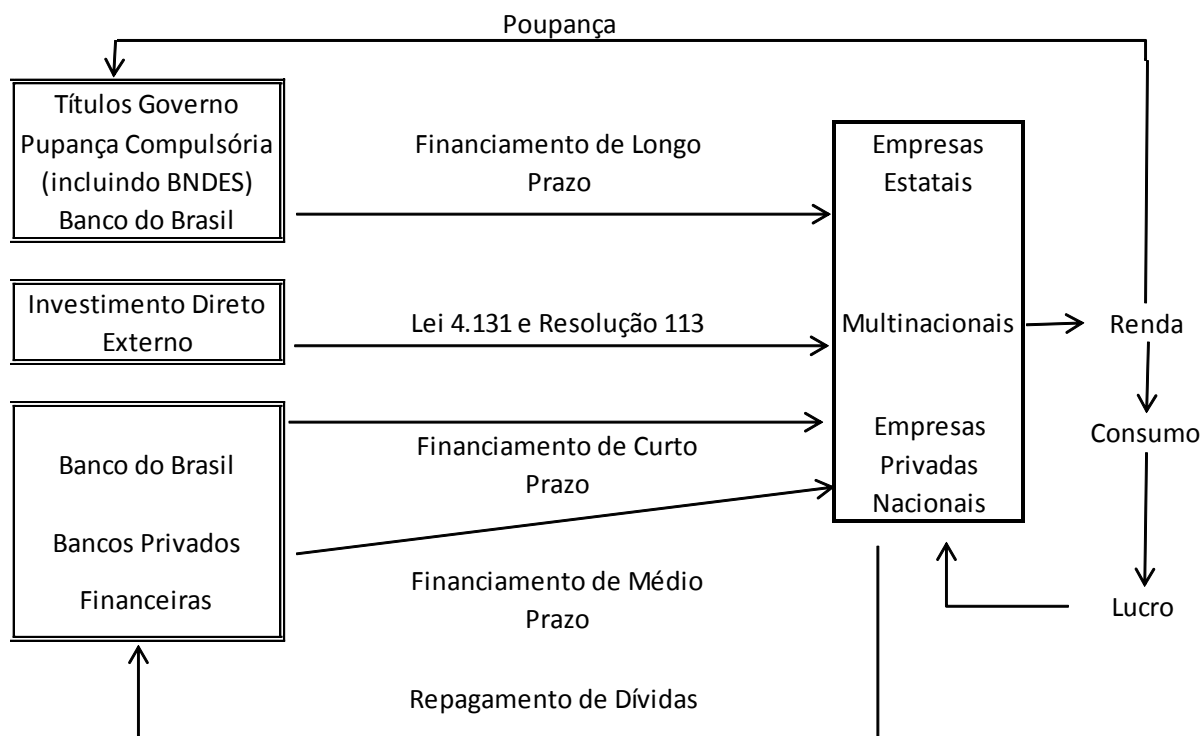 Poupança
Títulos Governo
Pupança Compulsória
(incluindo BNDES)
Banco do Brasil
Financiamento de Longo
Prazo
Empresas
Estatais
Investimento Direto
Externo
Lei 4.131 e Resolução 113
Multinacionais
Renda
Banco do Brasil
Bancos Privados
Financeiras
Financiamento de Curto
Prazo
Empresas
Privadas
Nacionais
Consumo
Financiamento de Médio
Prazo
Lucro
Repagamento de Dívidas